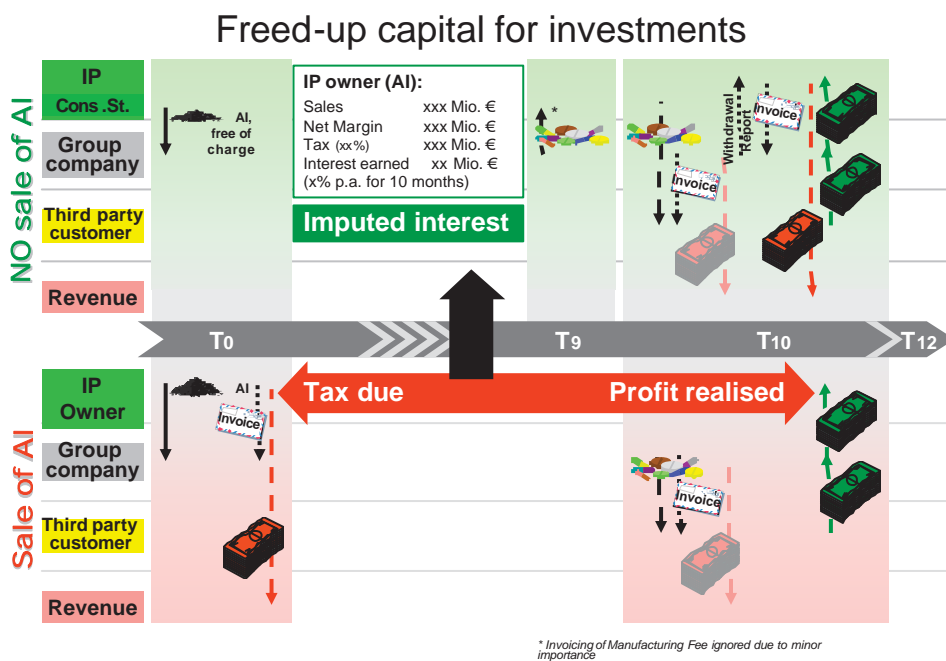 Freed-up capital for investments
NO sale of AI
IP
Cons .St.
Group
company
Third party
customer
Revenue
AI,
free of
charge
IP owner (AI):
Sales xxx Mio. €
Net Margin xxx Mio. €
Tax (xx%) xxx Mio. €
Interest earned xx Mio. €
(x% p.a. for 10 months)
Imputed interest
*
Invoice
Withdrawal
Report
Invoice
T0
T9
T10
T12
Sale of AI
IP
Owner
Group
company
Third party
customer
Revenue
AI
Invoice
Tax due
Profit realised
Invoice
* Invoicing of Manufacturing Fee ignored due to minor
importance